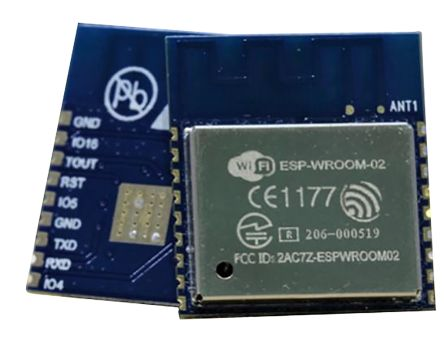 Pb
GND
IO16
TOUT
RST
IO5
GND
TXD
RXD
IO4
ANT1
WiFi ESP-WROOM-02
CE1177
R 206-000519
FCC ID: 2AC7Z-ESPWROOM02